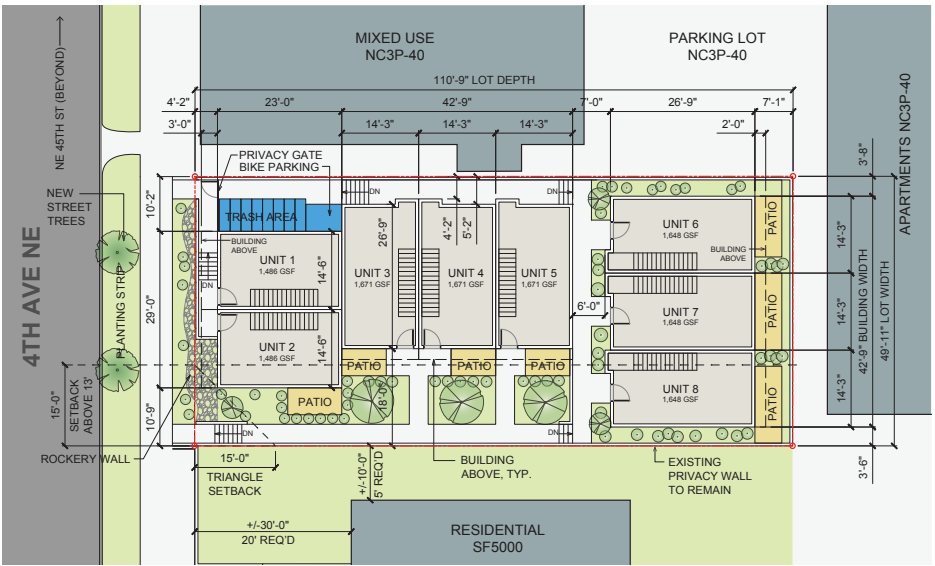 MIXED USE
NC3P-40
PARKING LOT
NC3P-40
APARTMENTS NC3P-40
NE 45TH ST (BEYOND)
4TH AVE NE
PLANTING STRIP
NEW
STREET
TREES
110'-9" LOT DEPTH
4'-2"
23'-0"
42'-9"
7'-0"
26'-9"
7'-1"
3'-0"
14'-3"
14'-3"
14'-3"
2'-0"
3'-8"
PRIVACY GATE
BIKE PARKING
DN
DN
10'-2"
TRASH AREA
BUILDING
ABOVE
DN
UNIT 1
1,486 GSF
14'-6"
29'-0"
UNIT 2
1,486 GSF
14'-6"
26'-9"
4'-2"
5'-2"
UNIT 3
1,671 GSF
UNIT 4
1,671 GSF
UNIT 5
1,671 GSF
6'-0"
UNIT 6
1,648 GSF
BUILDING
ABOVE
UNIT 7
1,648 GSF
UNIT 8
1,648 GSF
PATIO
PATIO
PATIO
14'-3"
14'-3"
14'-3"
42'-9" BUILDING WIDTH
49'-11" LOT WIDTH
3'-6"
PATIO
PATIO
PATIO
PATIO
18'-0"
15'-0"
SETBACK
ABOVE 13'
10'-9"
DN
DN
ROCKERY WALL
15'-0"
TRIANGLE
SETBACK
+/-10'-0"
5' REQ'D
BUILDING
ABOVE, TYP.
EXISTING
PRIVACY WALL
TO REMAIN
+/-30'-0"
20' REQ'D
RESIDENTIAL
SF5000